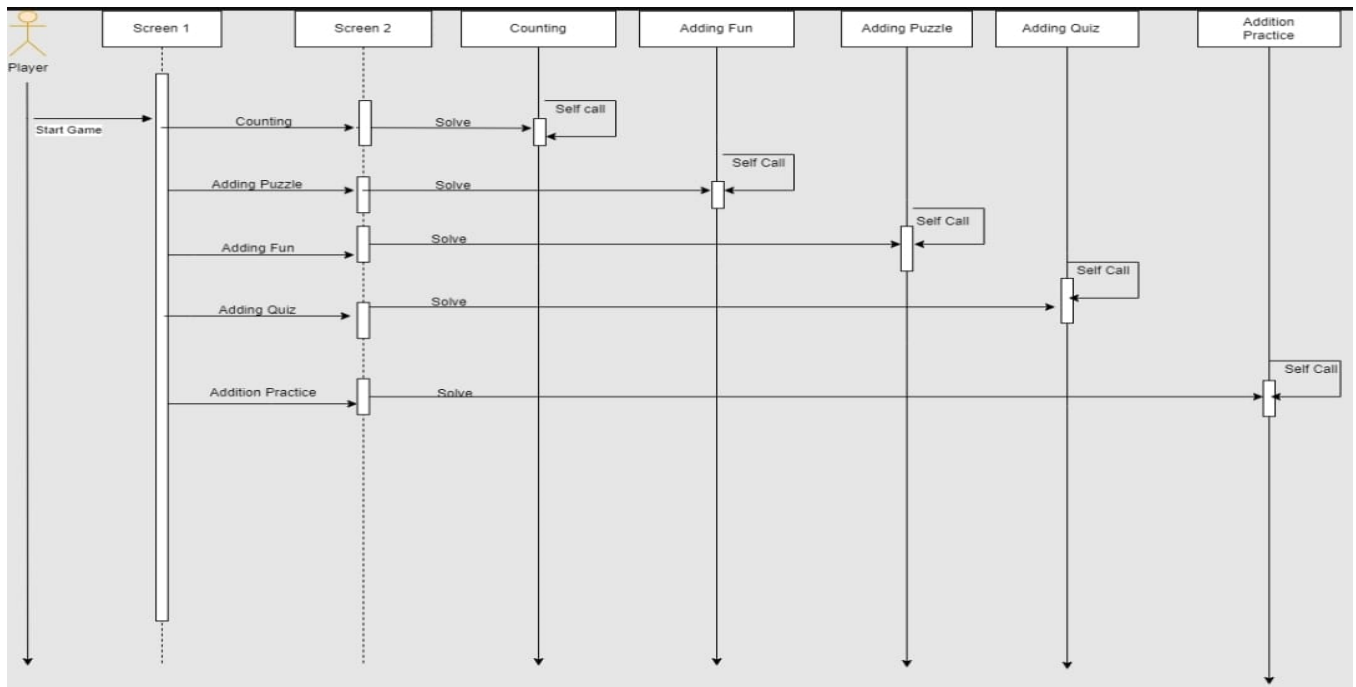 Screen 1
Screen 2
Counting
Adding Fun
Adding Puzzle
Adding Quiz
Addition
Practice
Player
Start Game
Counting
Solve
Self call
Adding Puzzle
Solve
Self Call
Adding Fun
Solve
Self Call
Adding Quiz
Solve
Self Call
Addition Practice
Solve
Self Call